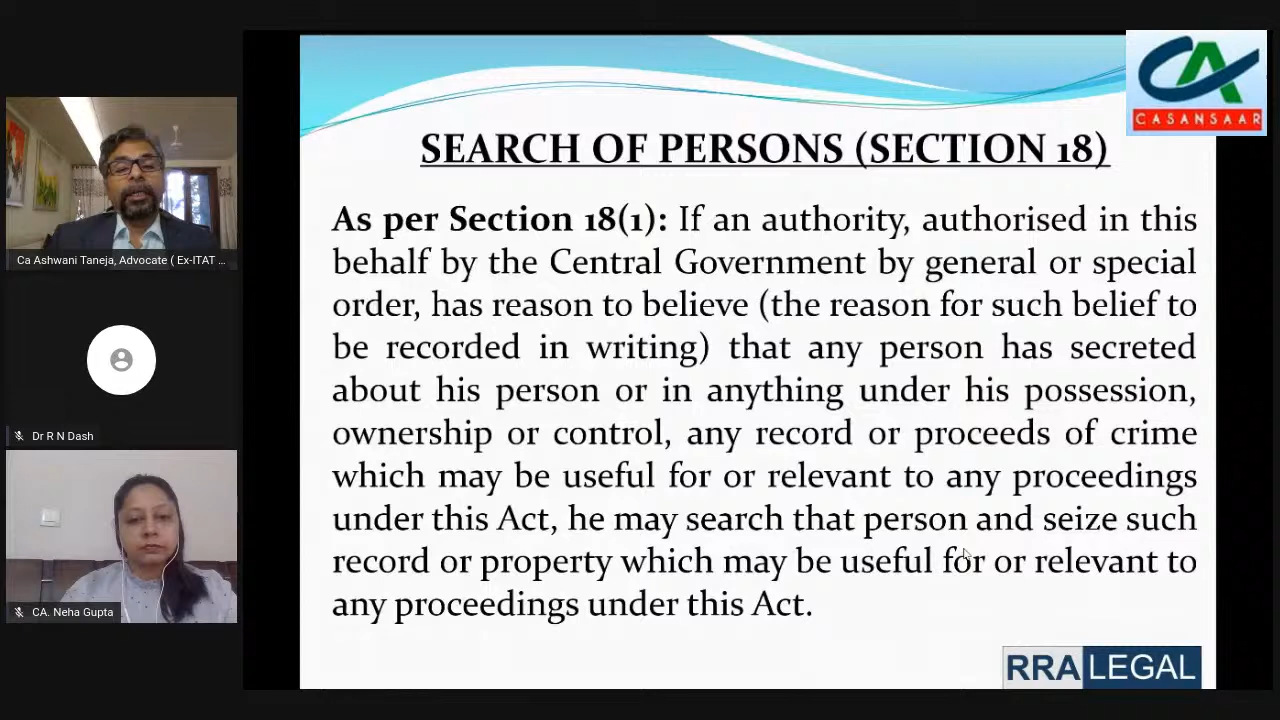 CA
CASANSAAR
SEARCH OF PERSONS (SECTION 18)
As per Section 18(1): If an authority, authorised in this
behalf by the Central Government by general or special
order, has reason to believe (the reason for such belief to
be recorded in writing) that any person has secreted
about his person or in anything under his possession,
ownership or control, any record or proceeds of crime
which may be useful for or relevant to any proceedings
under this Act, he may search that person and seize such
record or property which may be useful for or relevant to
any proceedings under this Act.
RRA LEGAL
Ca Ashwani Taneja, Advocate ( Ex-ITAT ...
Dr R N Dash
CA. Neha Gupta